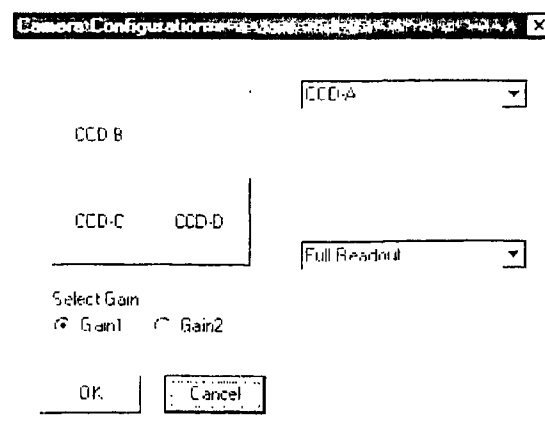 Camera Configuration
CCD-A
CCD B
CCD-C CCD-D
Full Readout
Select Gain
Gain1 Gain2
OK Cancel